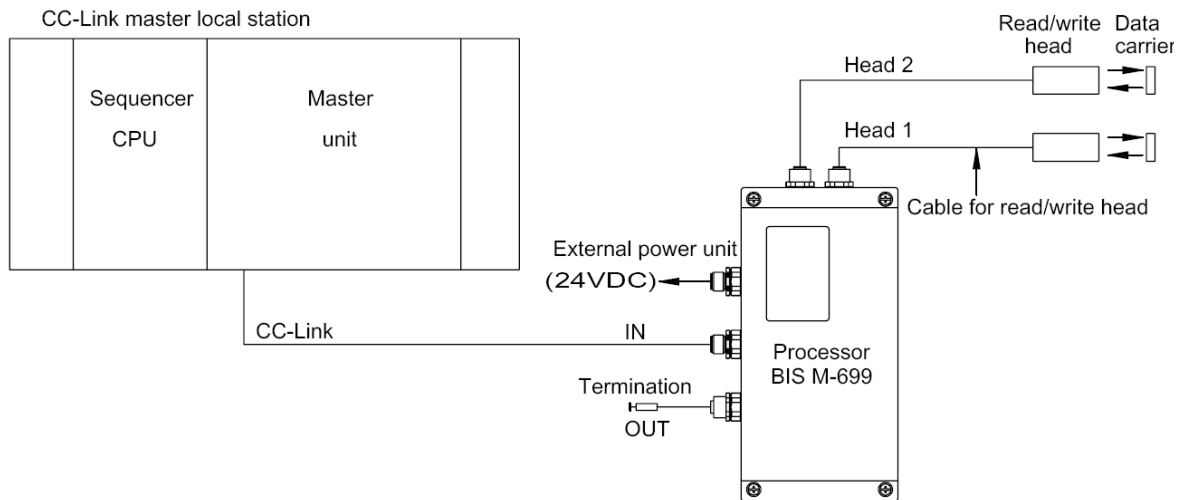 CC-Link master local station
Sequencer
CPU
Master
unit
Read/write
head
Data
carrier
Head 2
Head 1
Cable for read/write head
External power unit
(24VDC)
CC-Link
IN
Processor
BIS M-699
Termination
OUT